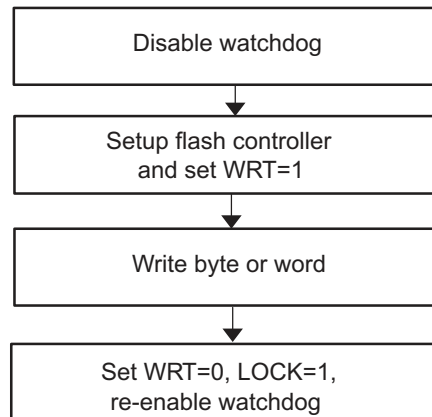 Disable watchdog
Setup flash controller
and set WRT=1
Write byte or word
Set WRT=0, LOCK=1,
re-enable watchdog